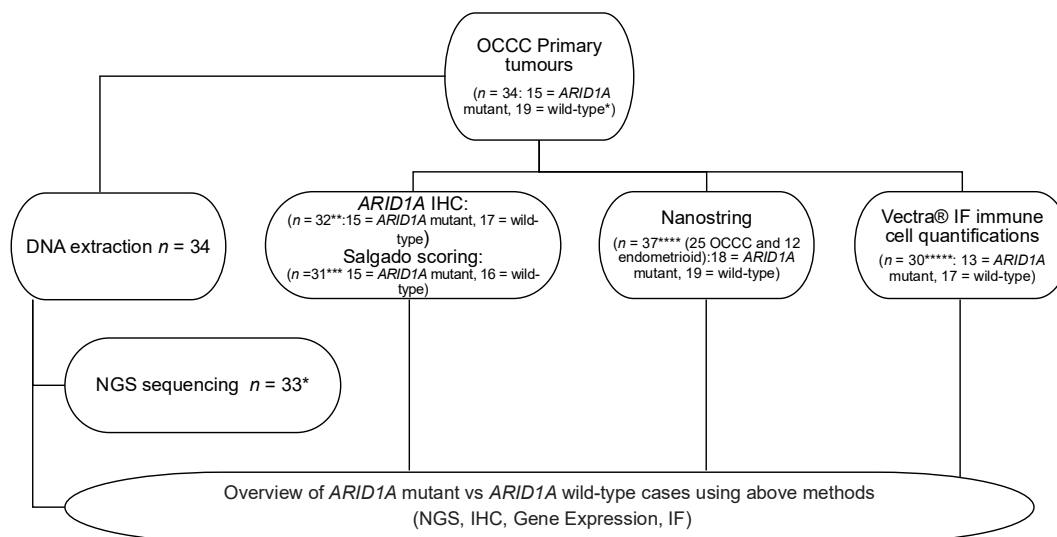 OCCC Primary
tumours
(n = 34: 15 = ARID1A
mutant, 19 = wild-type*)
DNA extraction n = 34
ARID1A IHC:
(n = 32**:15 = ARID1A mutant, 17 = wild-
type)
Salgado scoring:
(n =31*** 15 = ARID1A mutant, 16 = wild-
type)
Nanostring
(n = 37**** (25 OCCC and 12
endometrioid):18 = ARID1A
mutant, 19 = wild-type)
Vectra® IF immune
cell quantifications
(n = 30*****: 13 = ARID1A
mutant, 17 = wild-type)
NGS sequencing n = 33*
Overview of ARID1A mutant vs ARID1A wild-type cases using above methods
(NGS, IHC, Gene Expression, IF)